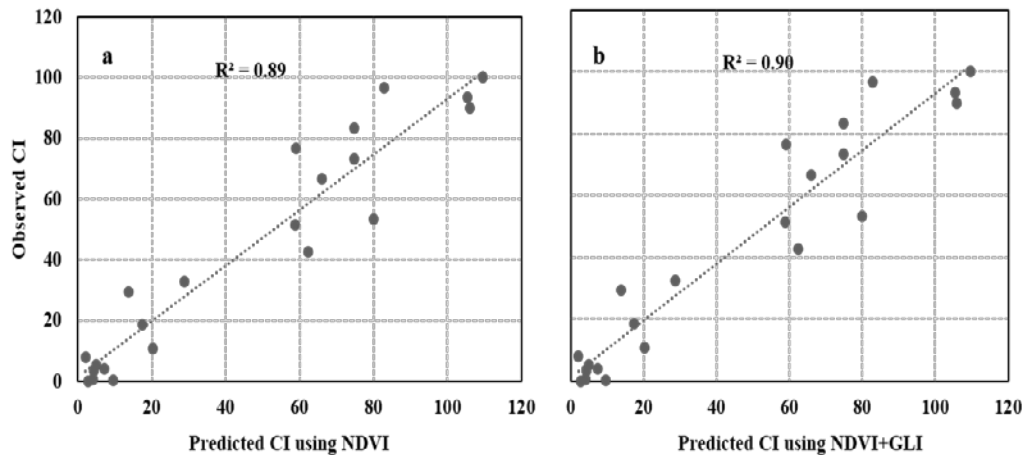 120
100
80
60
40
20
0
Observed CI
a
R² = 0.89
0 20 40 60 80 100 120
Predicted CI using NDVI
b
R² = 0.90
0 20 40 60 80 100 120
Predicted CI using NDVI+GLI